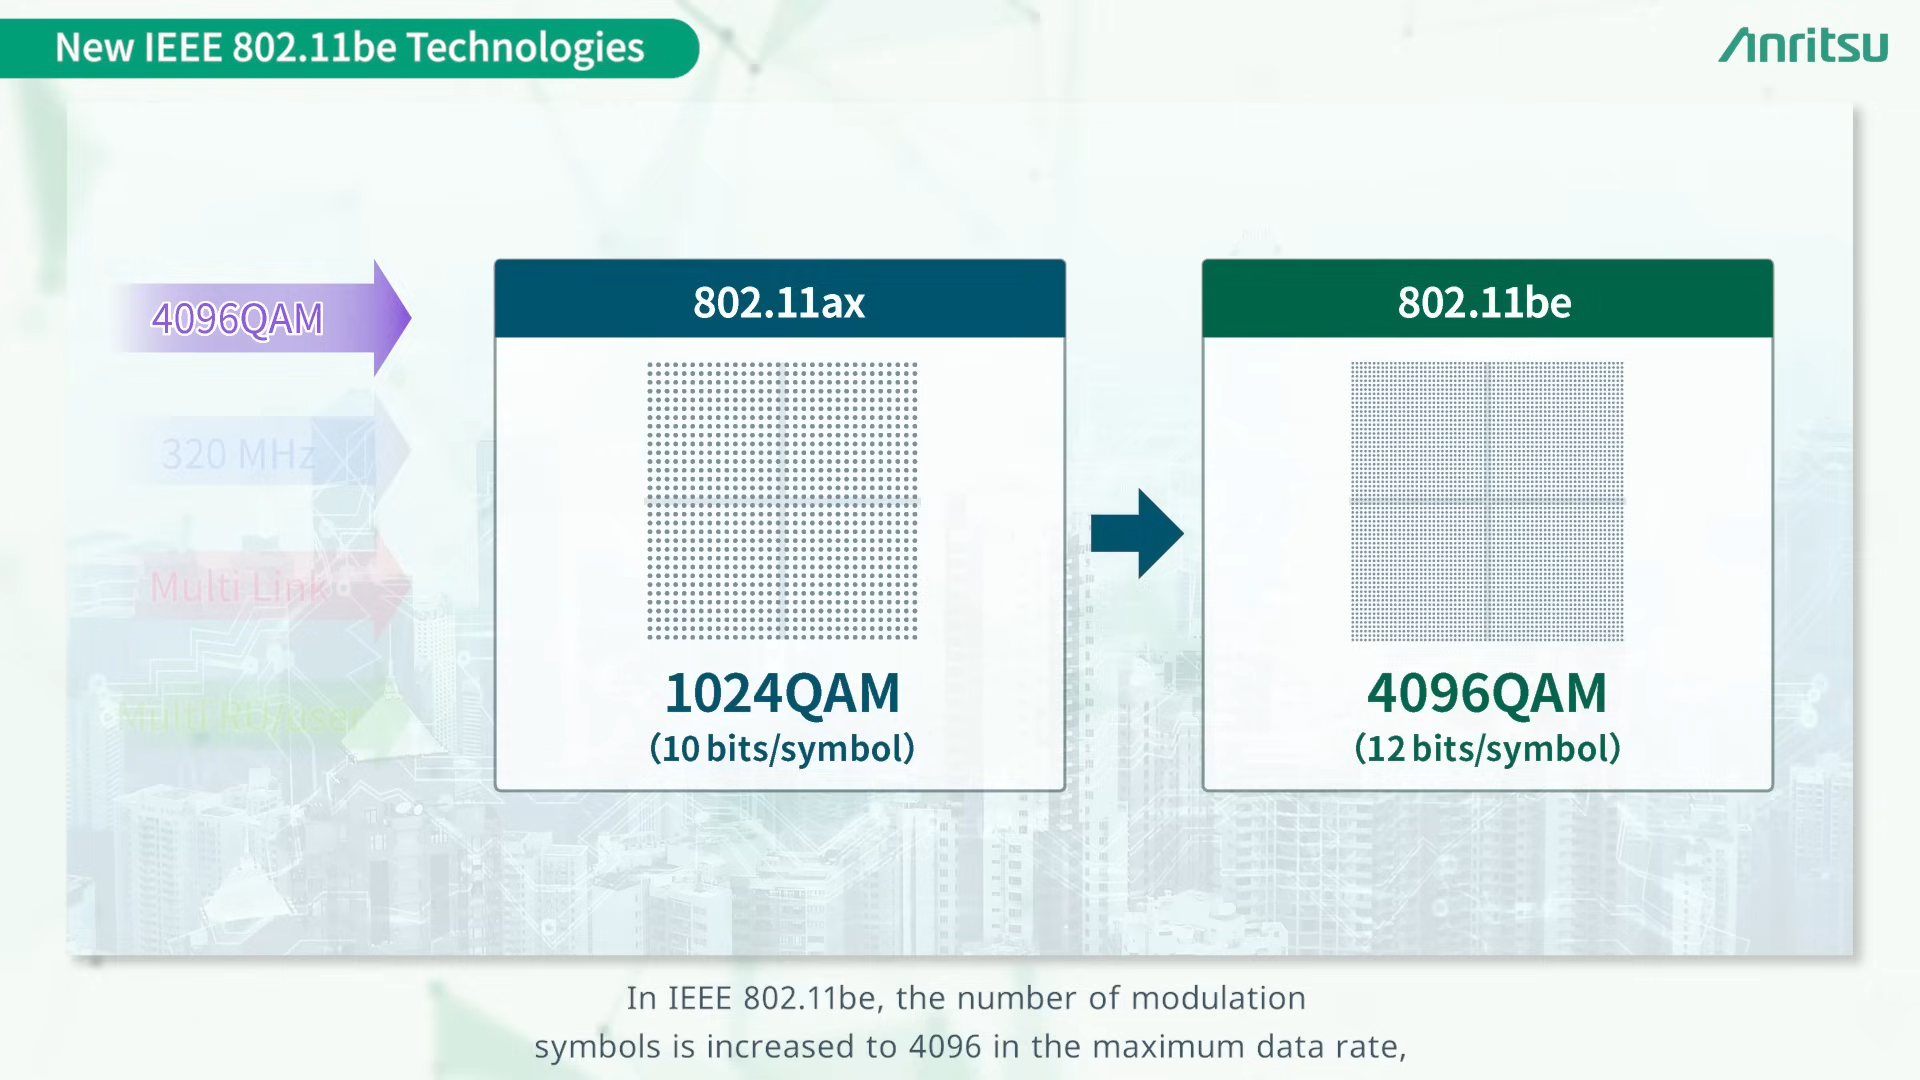 New IEEE 802.11be Technologies
Anritsu
4096QAM
320 MHz
Multi Link
Multi RU/user
802.11ax
1024QAM
(10 bits/symbol)
802.11be
4096QAM
(12 bits/symbol)
In IEEE 802.11be, the number of modulation
symbols is increased to 4096 in the maximum data rate,